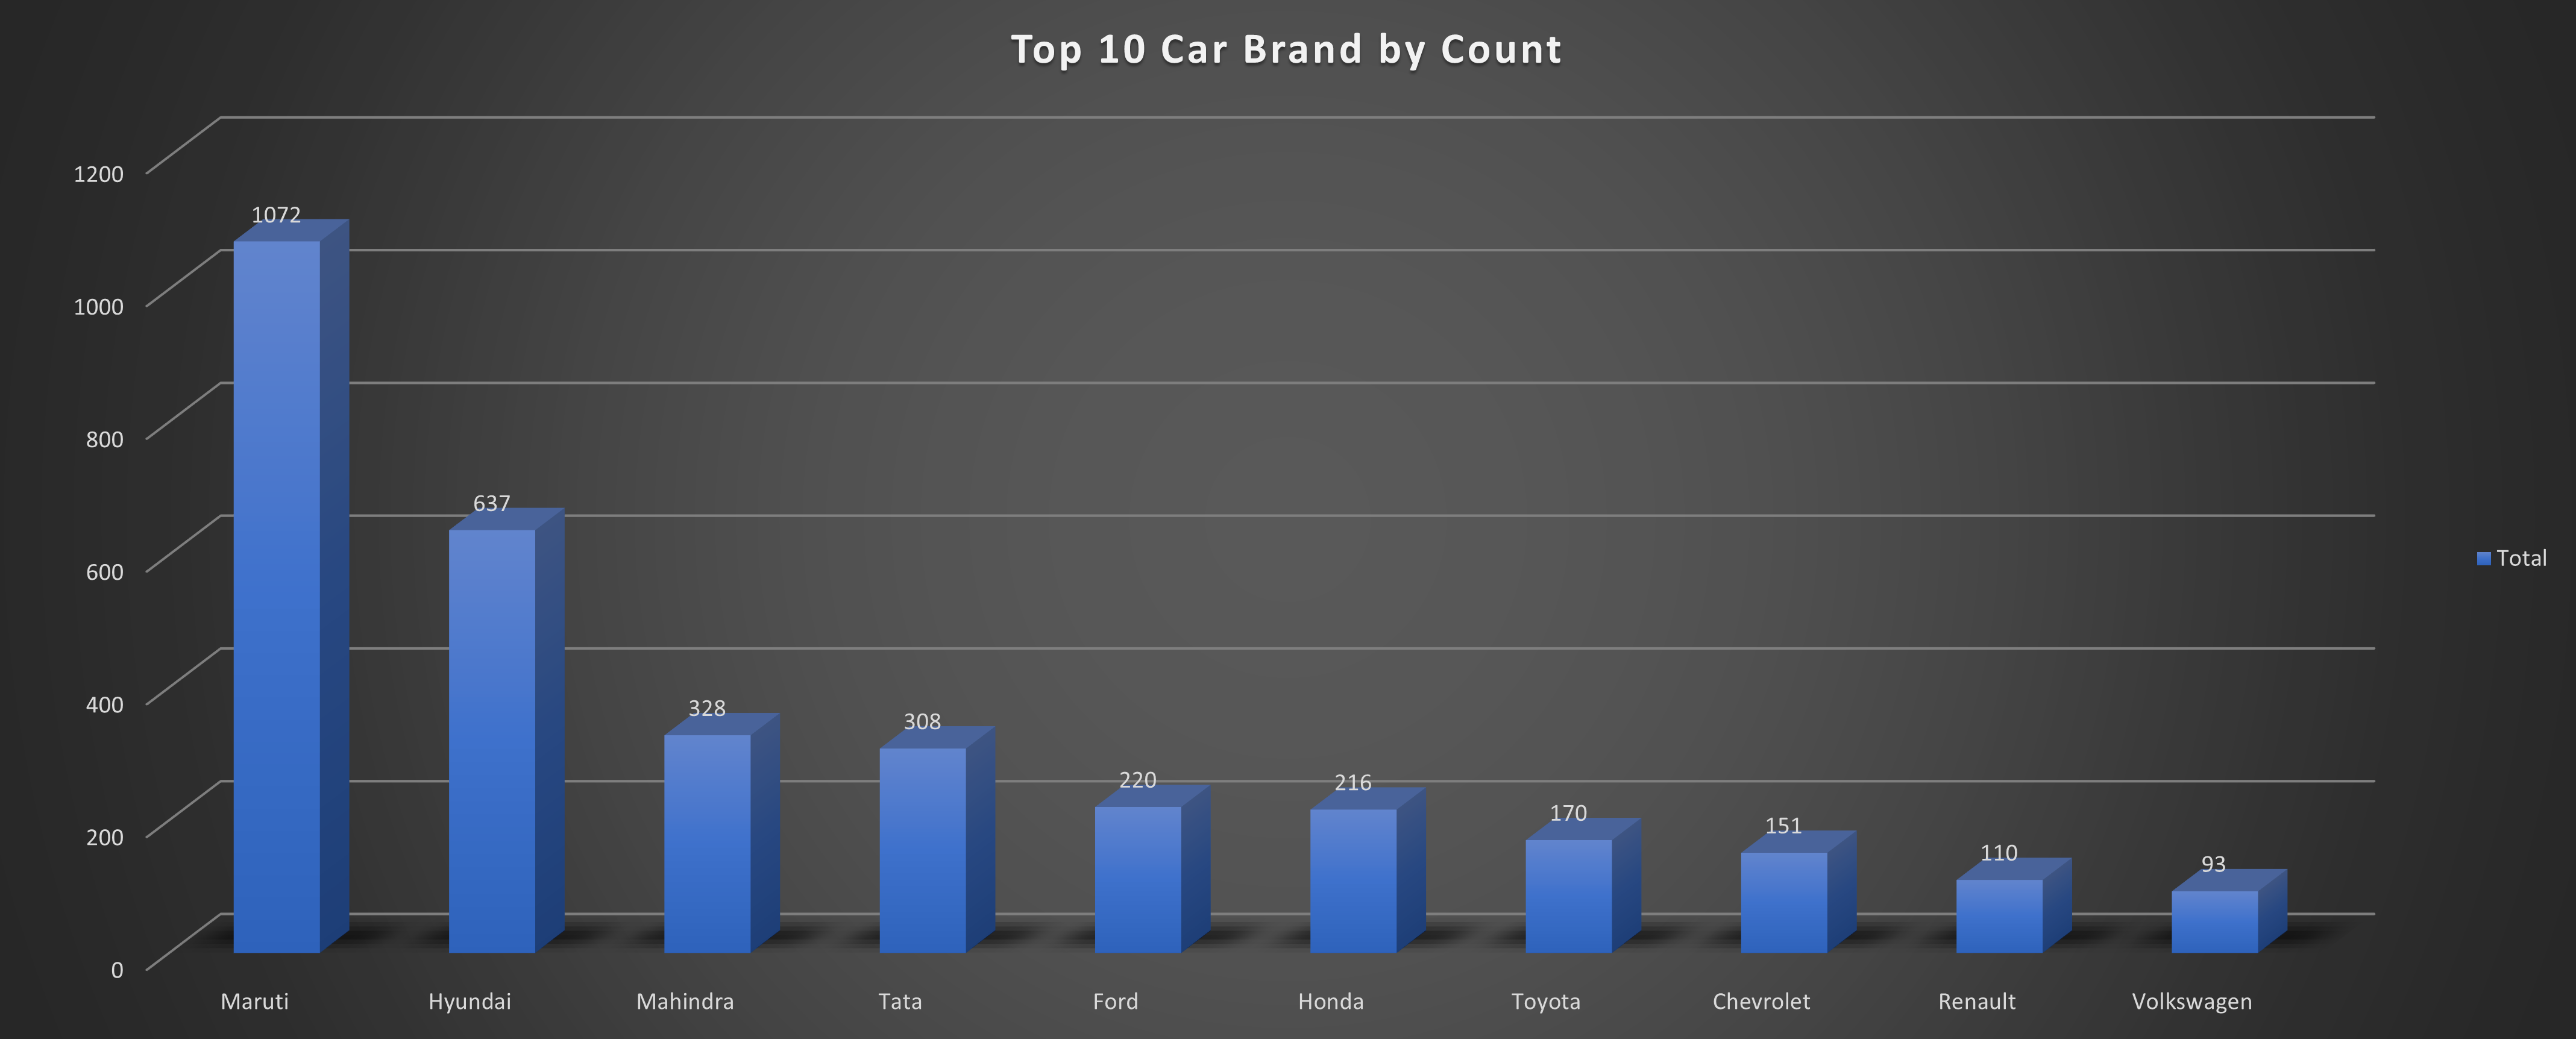 Top 10 Car Brand by Count
1200
1000
800
600
400
200
0
1072
637
328
308
220
216
170
151
110
93
Maruti
Hyundai
Mahindra
Tata
Ford
Honda
Toyota
Chevrolet
Renault
Volkswagen
Total